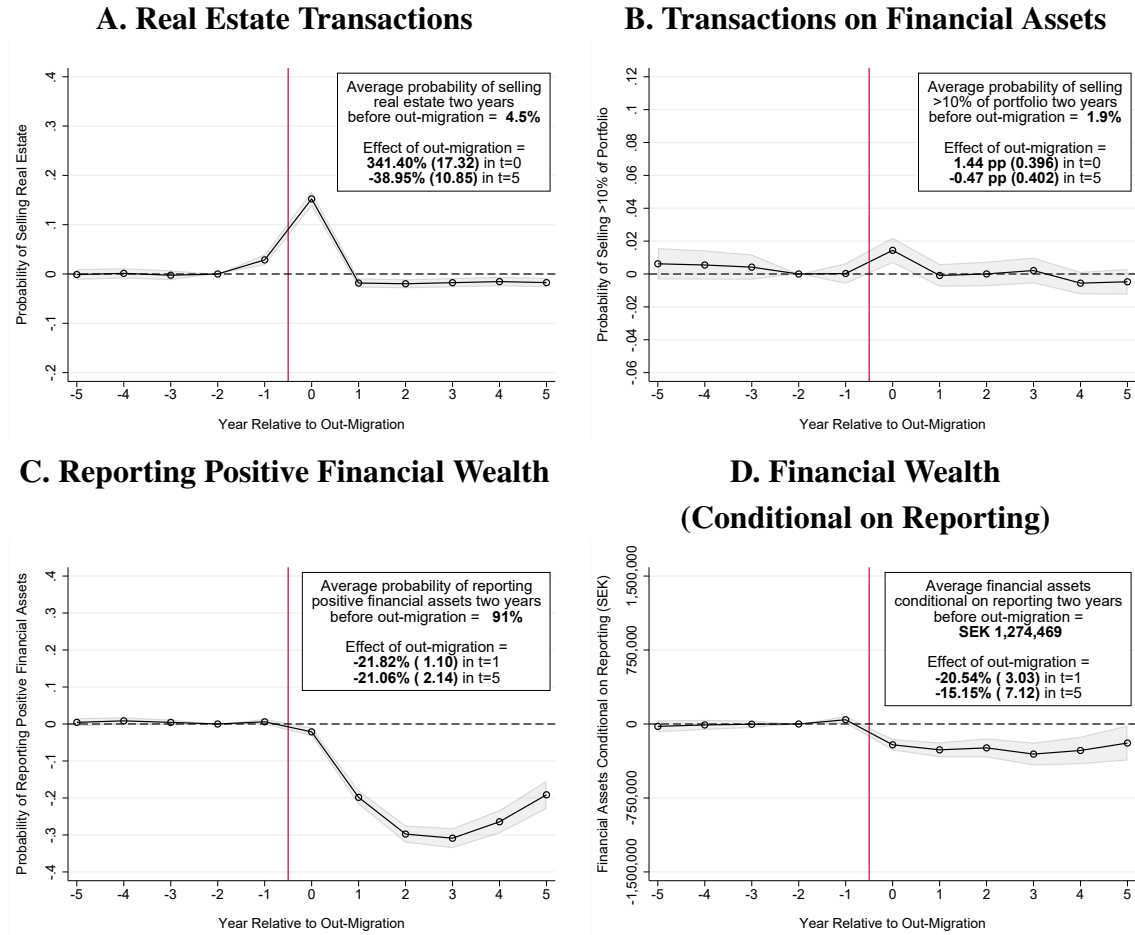 A. Real Estate Transactions
Probability of Selling Real Estate
.4
.3
.2
.1
0
-.1
-.2
Average probability of selling
real estate two years
before out-migration = 4.5%
Effect of out-migration =
341.40% (17.32) in t=0
-38.95% (10.85) in t=5
-5 -4 -3 -2 -1 0 1 2 3 4 5
Year Relative to Out-Migration
B. Transactions on Financial Assets
Probability of Selling >10% of Portfolio
.12
.1
.08
.06
.04
.02
0
-.02
-.04
-.06
Average probability of selling
>10% of portfolio two years
before out-migration = 1.9%
Effect of out-migration =
1.44 pp (0.396) in t=0
-0.47 pp (0.402) in t=5
-5 -4 -3 -2 -1 0 1 2 3 4 5
Year Relative to Out-Migration
C. Reporting Positive Financial Wealth
Probability of Reporting Positive Financial Assets
.4
.3
.2
.1
0
-.1
-.2
-.3
-.4
Average probability of reporting
positive financial assets two years
before out-migration = 91%
Effect of out-migration =
-21.82% ( 1.10) in t=1
-21.06% ( 2.14) in t=5
-5 -4 -3 -2 -1 0 1 2 3 4 5
Year Relative to Out-Migration
D. Financial Wealth
(Conditional on Reporting)
Financial Assets Conditional on Reporting (SEK)
1,500,000
750,000
0
-750,000
-1,500,000
Average financial assets
conditional on reporting two years
before out-migration =
SEK 1,274,469
Effect of out-migration =
-20.54% ( 3.03) in t=1
-15.15% ( 7.12) in t=5
-5 -4 -3 -2 -1 0 1 2 3 4 5
Year Relative to Out-Migration